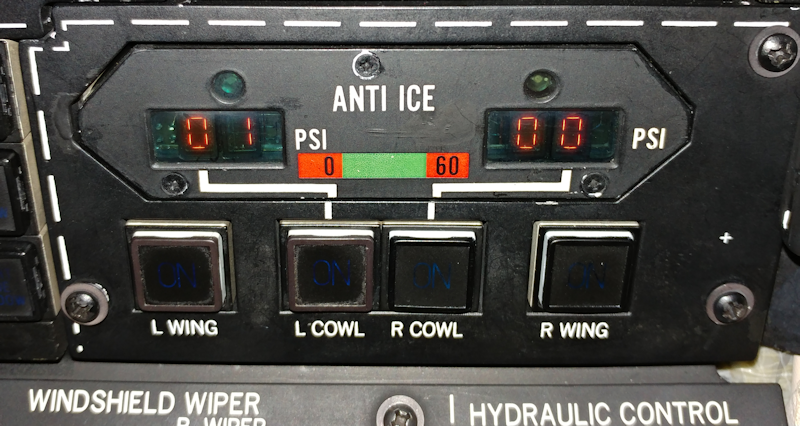 ANTI ICE
01 PSI 00 PSI
0 60
ON ON ON ON
L WING L COWL R COWL R WING
WINDSHIELD WIPER HYDRAULIC CONTROL
R WIPER